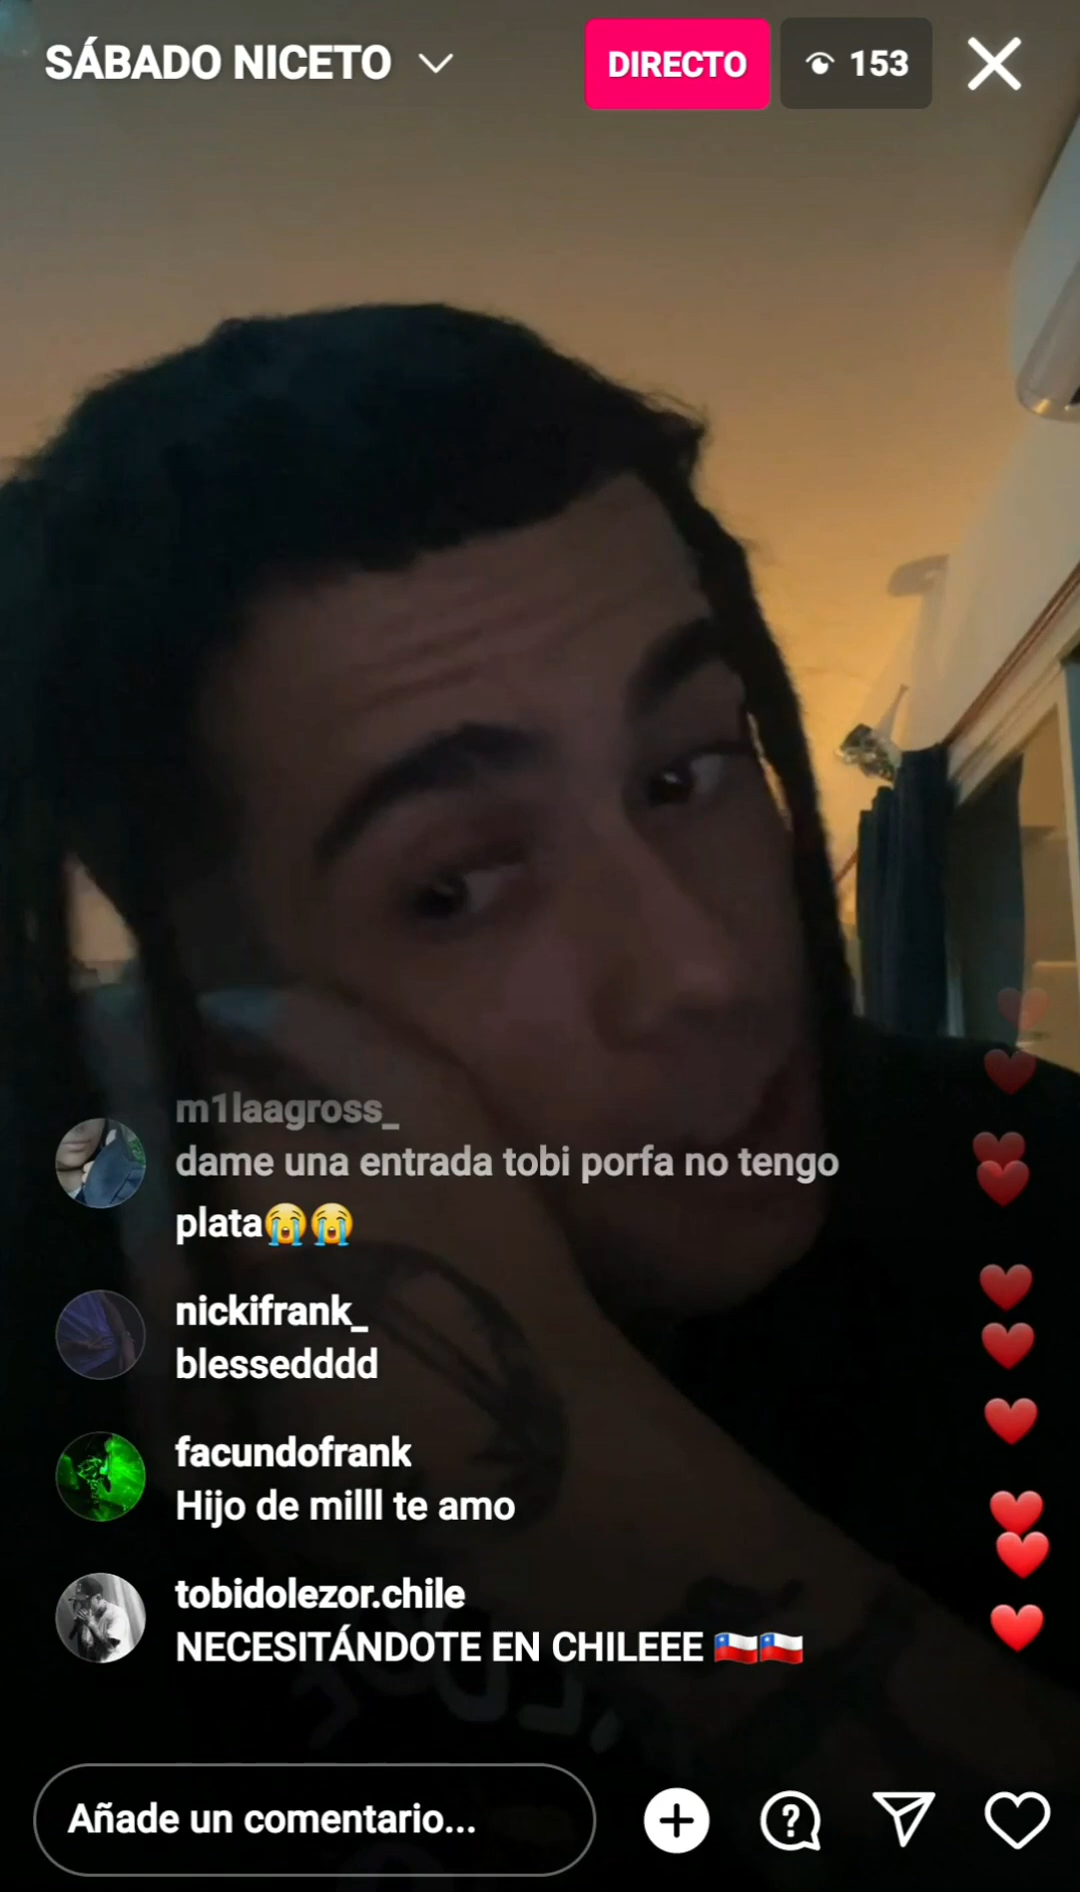 SÁBADO NICETO
DIRECTO
153
m1laagross_
dame una entrada tobi porfa no tengo
plata😭😭
nickifrank_
blessedddd
facundofrank
Hijo de milll te amo
tobidolezor.chile
NECESITÁNDOTE EN CHILEEE 🇨🇱🇨🇱
Añade un comentario...